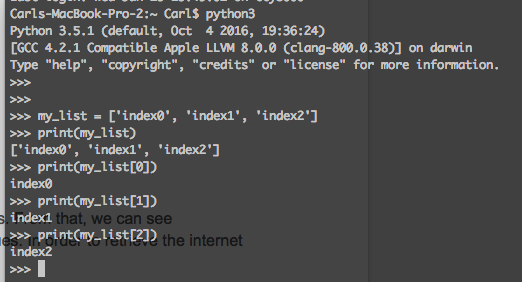 Carls-MacBook-Pro-2:~ Carl$ python3
Python 3.5.1 (default, Oct  4 2016, 19:36:24)
[GCC 4.2.1 Compatible Apple LLVM 8.0.0 (clang-800.0.38)] on darwin
Type "help", "copyright", "credits" or "license" for more information.
>>>
>>>
>>> my_list = ['index0', 'index1', 'index2']
>>> print(my_list)
['index0', 'index1', 'index2']
>>> print(my_list[0])
index0
>>> print(my_list[1])
index1
that, we can see
>>> print(my_list[2])
In order to retrieve the internet
index2
>>>